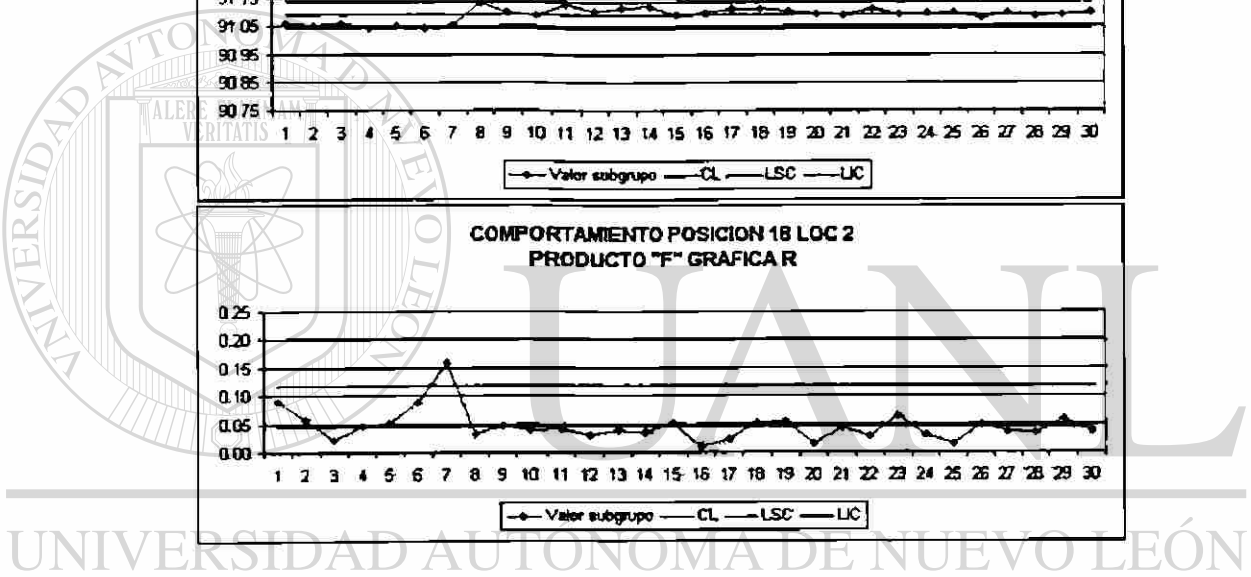 91.05
90.95
90.85
90.75
1 2 3 4 5 6 7 8 9 10 11 12 13 14 15 16 17 18 19 20 21 22 23 24 25 26 27 28 29 30
Valor subgrupo CL LSC LIC
COMPORTAMIENTO POSICION 18 LOC 2
PRODUCTO "F" GRAFICA R
0.25
0.20
0.15
0.10
0.05
0.00
1 2 3 4 5 6 7 8 9 10 11 12 13 14 15 16 17 18 19 20 21 22 23 24 25 26 27 28 29 30
Valor subgrupo CL LSC LIC
ALERE FLAMMAM
VERITATIS
UANL
UNIVERSIDAD AUTÓNOMA DE NUEVO LEÓN